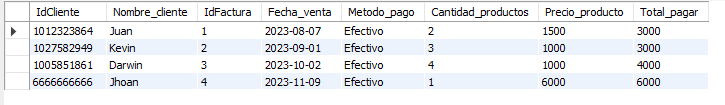 IdCliente Nombre_cliente IdFactura Fecha_venta Metodo_pago Cantidad_productos Precio_producto Total_pagar
1012323864 Juan 1 2023-08-07 Efectivo 2 1500 3000
1027582949 Kevin 2 2023-09-01 Efectivo 3 1000 3000
1005851861 Darwin 3 2023-10-02 Efectivo 4 1000 4000
6666666666 Jhoan 4 2023-11-09 Efectivo 1 6000 6000